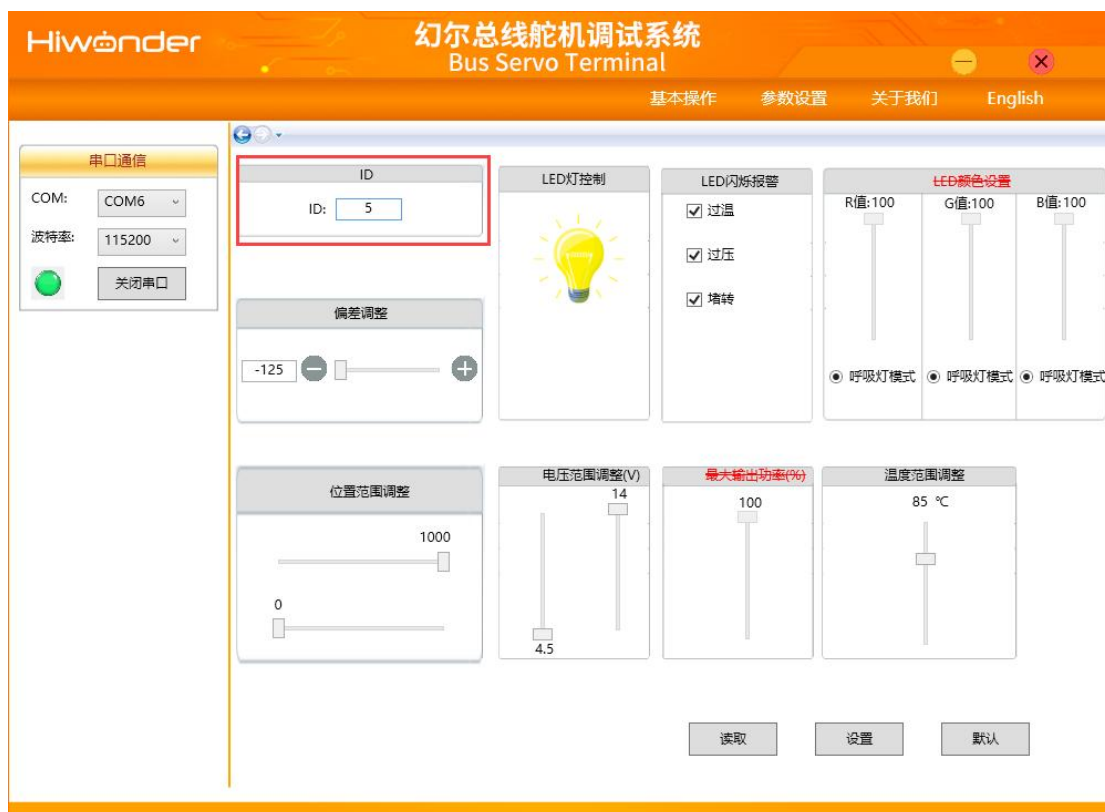 Hiwonder
幻尔总线舵机调试系统
Bus Servo Terminal
基本操作 参数设置 关于我们 English
串口通信
COM: COM6
波特率: 115200
关闭串口
ID
ID: 5
偏差调整
-125
LED灯控制
LED闪烁报警
过温
过压
堵转
LED颜色设置
R值:100 G值:100 B值:100
呼吸灯模式 呼吸灯模式 呼吸灯模式
位置范围调整
1000
0
电压范围调整(V)
14
4.5
最大输出功率(%)
100
温度范围调整
85 ℃
读取 设置 默认